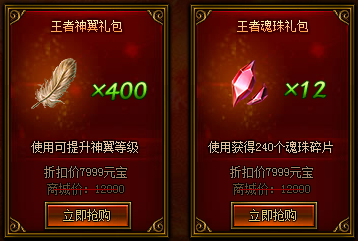 王者神翼礼包
×400
使用可提升神翼等级
折扣价7999元宝
商城价：12000
立即抢购
王者魂珠礼包
×12
使用获得240个魂珠碎片
折扣价7999元宝
商城价：12000
立即抢购